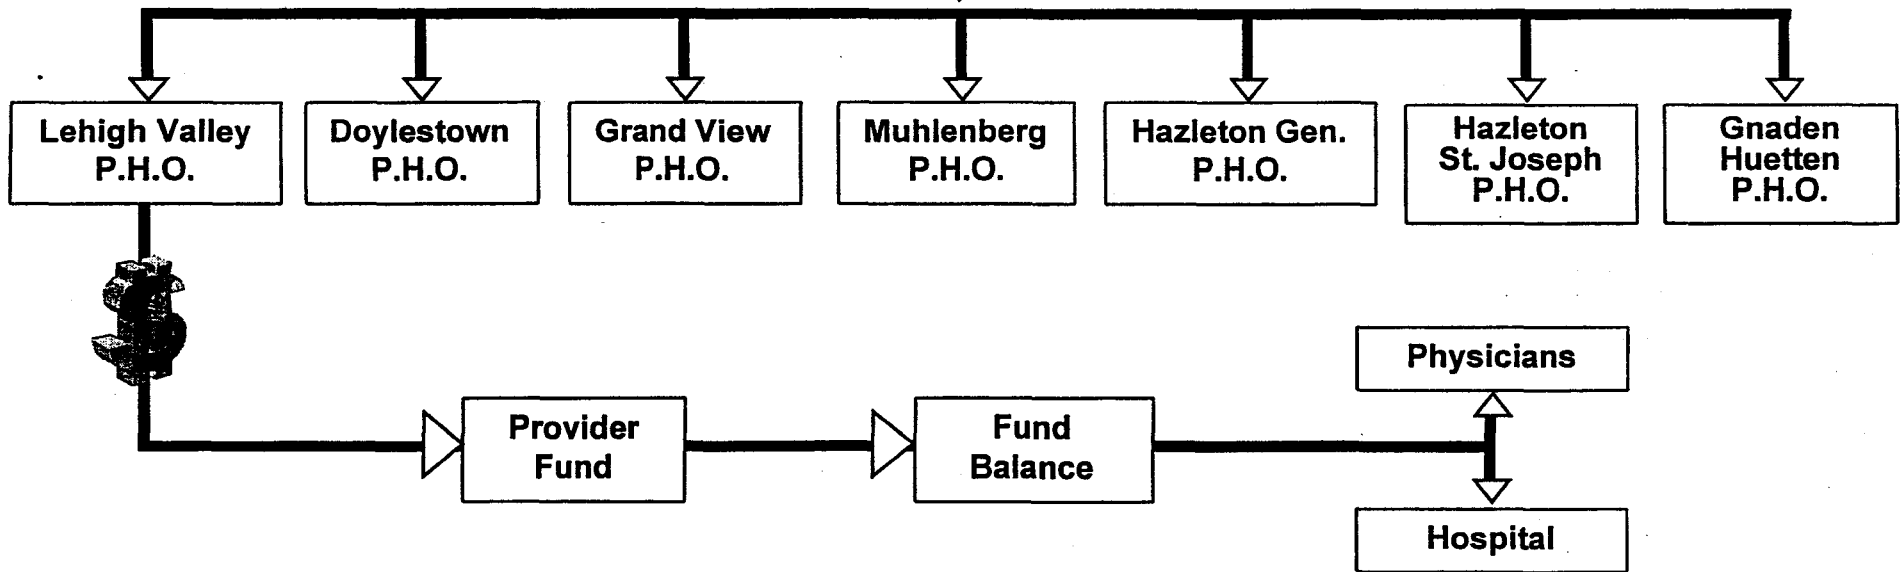 Lehigh Valley
P.H.O.
Doylestown
P.H.O.
Grand View
P.H.O.
Muhlenberg
P.H.O.
Hazleton Gen.
P.H.O.
Hazleton
St. Joseph
P.H.O.
Gnaden
Huetten
P.H.O.
$
Provider
Fund
Fund
Balance
Physicians
Hospital